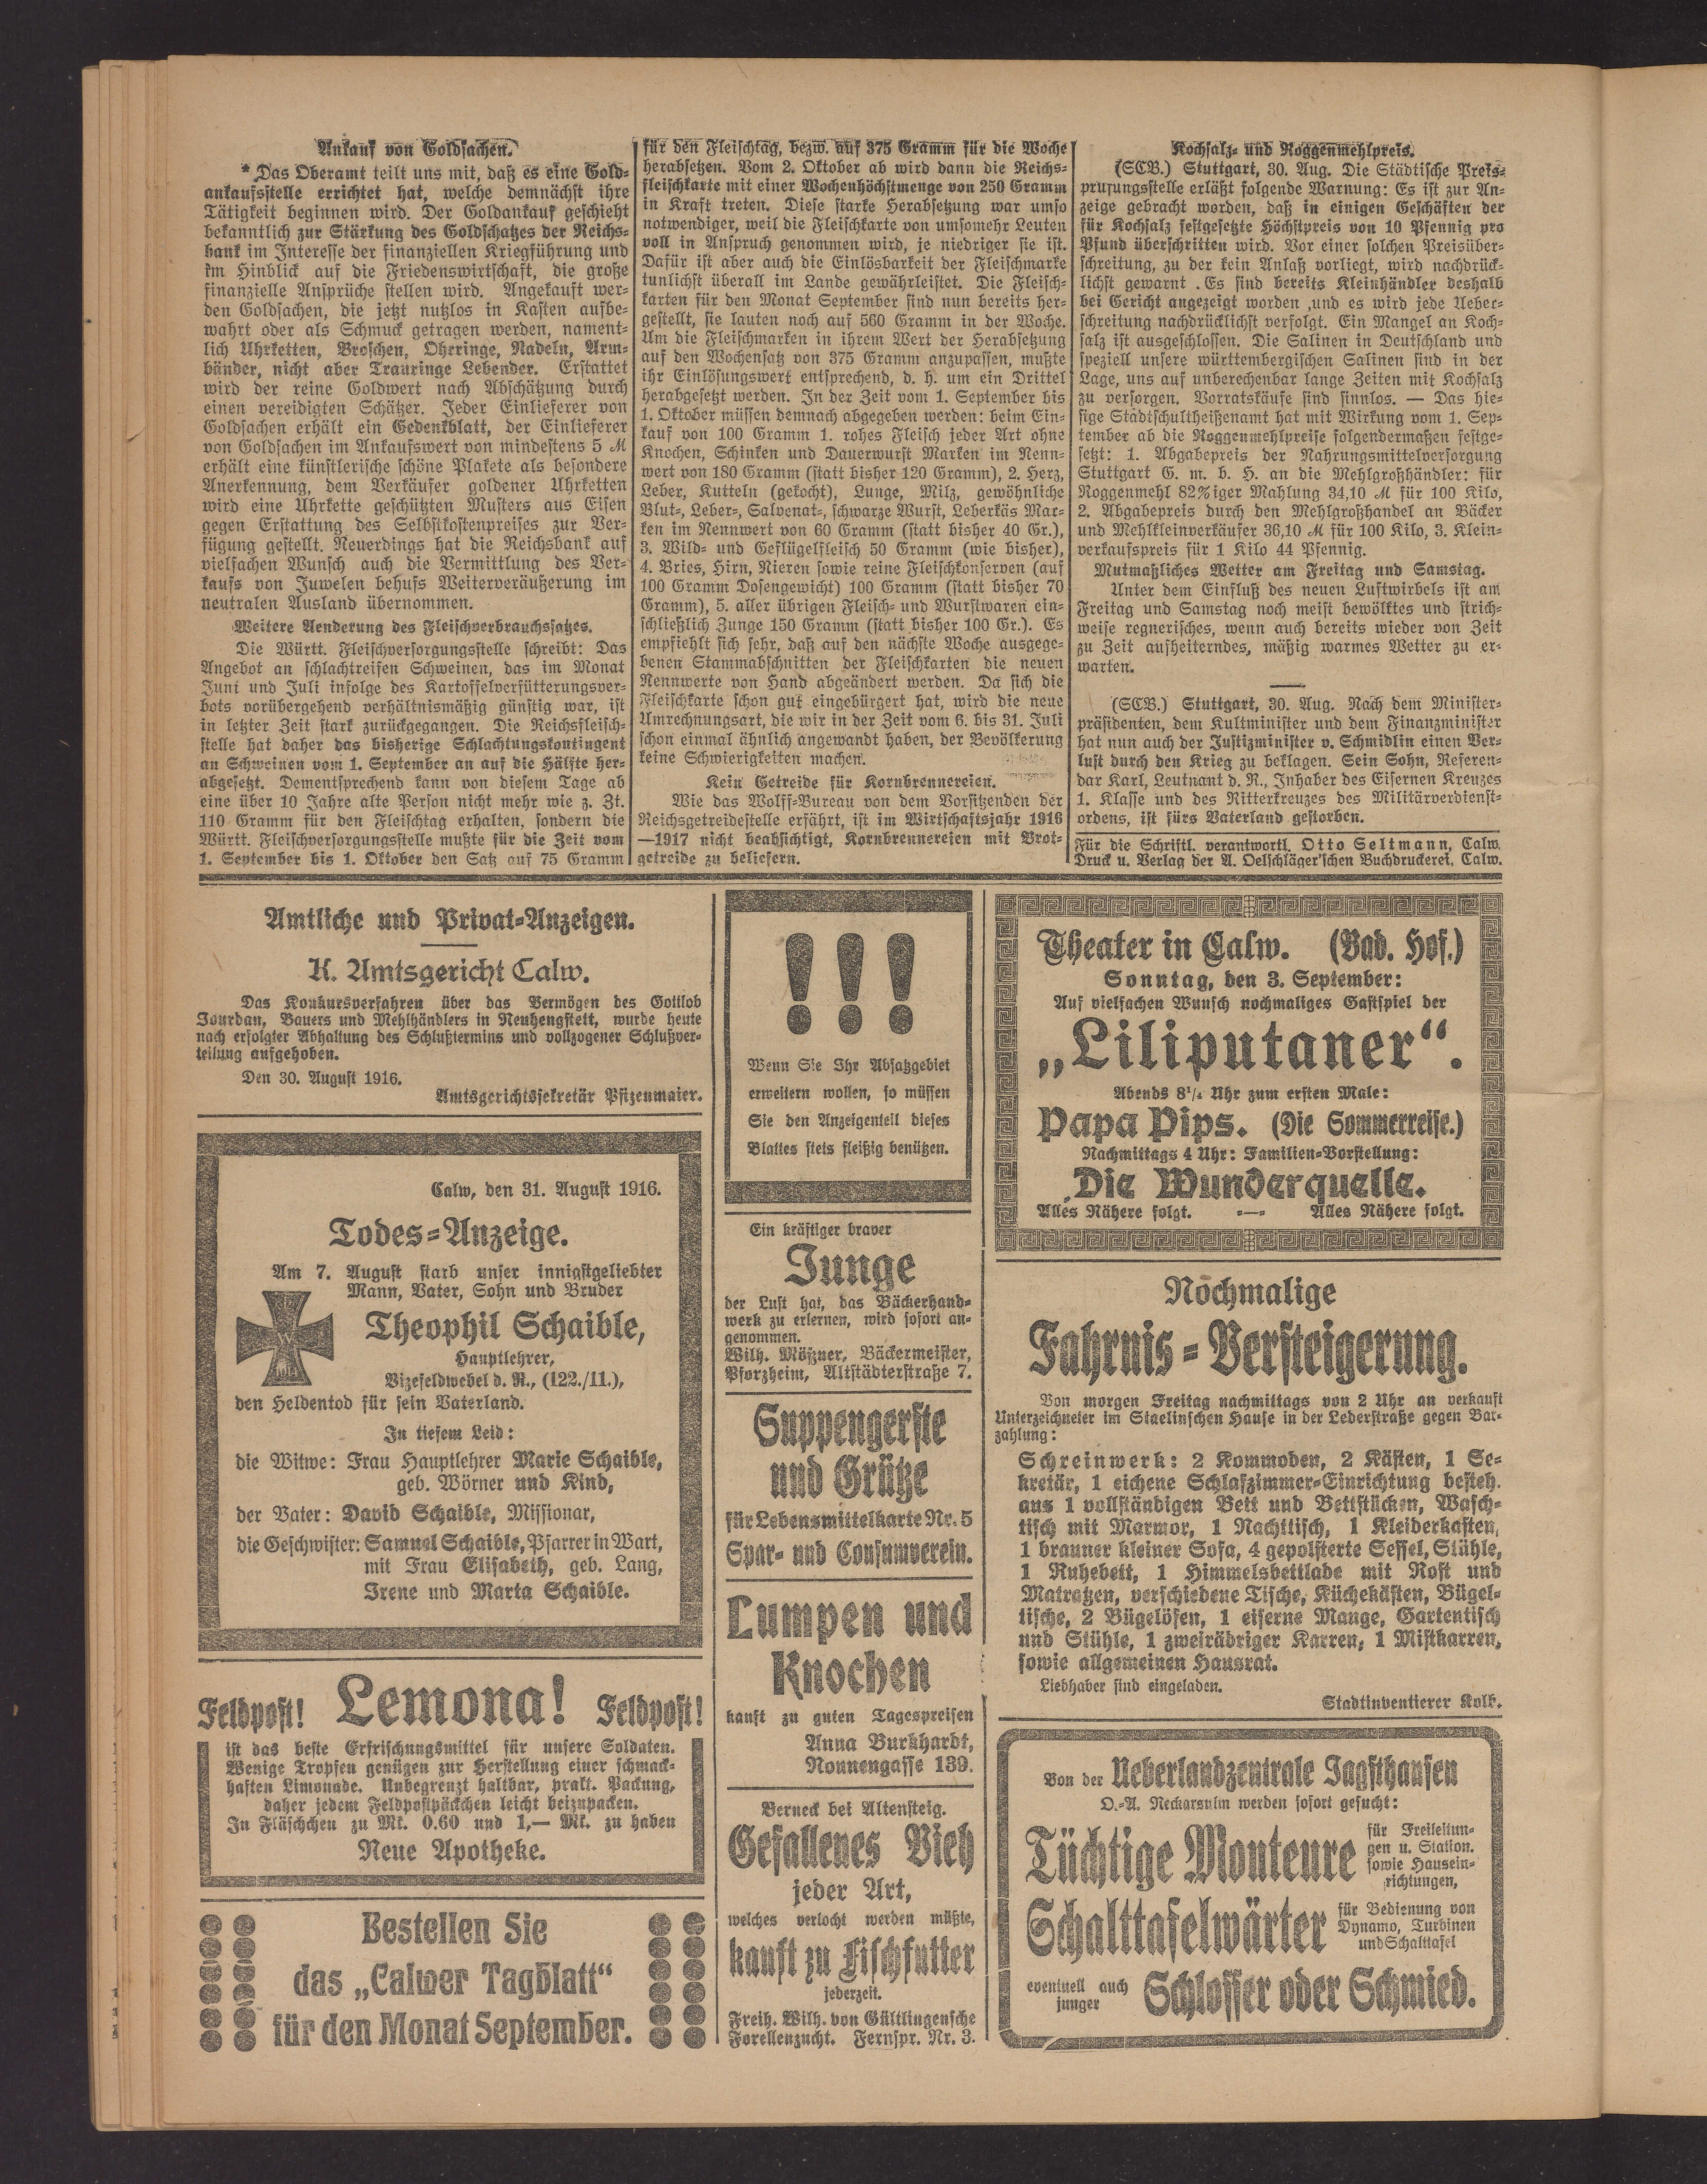 Ankauf von Goldsachen.
* Das Oberamt teilt uns mit, daß es eine Gold-
ankaufsstelle errichtet hat, welche demnächst ihre
Tätigkeit beginnen wird. Der Goldankauf geschieht
bekanntlich zur Stärkung des Goldschatzes der Reichs-
bank im Interesse der finanziellen Kriegführung und
im Hinblick auf die Friedenswirtschaft, die große
finanzielle Ansprüche stellen wird. Angekauft wer-
den Goldsachen, die jetzt nutzlos in Kasten aufbe-
wahrt oder als Schmuck getragen werden, nament-
lich Uhrketten, Broschen, Ohrringe, Nadeln, Arm-
bänder, nicht aber Trauringe Lebender. Erstattet
wird der reine Goldwert nach Abschätzung durch
einen vereidigten Schätzer. Jeder Einlieferer von
Goldsachen erhält ein Gedenkblatt, der Einlieferer
von Goldsachen im Ankaufswert von mindestens 5 M
erhält eine künstlerische schöne Plakete als besondere
Anerkennung, dem Verkäufer goldener Uhrketten
wird eine Uhrkette geschützten Musters aus Eisen
gegen Erstattung des Selbstkostenpreises zur Ver-
fügung gestellt. Neuerdings hat die Reichsbank auf
vielfachen Wunsch auch die Vermittlung des Ver-
kaufs von Juwelen behufs Weiterveräußerung im
neutralen Ausland übernommen.
Weitere Aenderung des Fleischverbrauchssatzes.
Die Württ. Fleischversorgungsstelle schreibt: Das
Angebot an schlachtreifen Schweinen, das im Monat
Juni und Juli infolge des Kartoffelverfütterungsver-
bots vorübergehend verhältnismäßig günstig war, ist
in letzter Zeit stark zurückgegangen. Die Reichsfleisch-
stelle hat daher das bisherige Schlachtungskontingent
an Schweinen vom 1. September an auf die Hälfte her-
abgesetzt. Dementsprechend kann von diesem Tage ab
eine über 10 Jahre alte Person nicht mehr wie z. Zt.
110 Gramm für den Fleischtag erhalten, sondern die
Württ. Fleischversorgungsstelle mußte für die Zeit vom
1. September bis 1. Oktober den Satz auf 75 Gramm
für den Fleischtag, bezw. auf 375 Gramm für die Woche
herabsetzen. Vom 2. Oktober ab wird dann die Reichs-
fleischkarte mit einer Wochenhöchstmenge von 250 Gramm
in Kraft treten. Diese starke Herabsetzung war umso
notwendiger, weil die Fleischkarte von umsomehr Leuten
voll in Anspruch genommen wird, je niedriger sie ist.
Dafür ist aber auch die Einlösbarkeit der Fleischmarke
tunlichst überall im Lande gewährleistet. Die Fleisch-
karten für den Monat September sind nun bereits her-
gestellt, sie lauten noch auf 560 Gramm in der Woche.
Um die Fleischmarken in ihrem Wert der Herabsetzung
auf den Wochensatz von 375 Gramm anzupassen, mußte
ihr Einlösungswert entsprechend, d. h. um ein Drittel
herabgesetzt werden. In der Zeit vom 1. September bis
1. Oktober müssen demnach abgegeben werden: beim Ein-
kauf von 100 Gramm 1. rohes Fleisch jeder Art ohne
Knochen, Schinken und Dauerwurst Marken im Nenn-
wert von 180 Gramm (statt bisher 120 Gramm), 2. Herz,
Leber, Kutteln (gekocht), Lunge, Milz, gewöhnliche
Blut-, Leber-, Salvenat-, schwarze Wurst, Leberkäs Mar-
ken im Nennwert von 60 Gramm (statt bisher 40 Gr.),
3. Wild- und Geflügelfleisch 50 Gramm (wie bisher),
4. Bries, Hirn, Nieren sowie reine Fleischkonserven (auf
100 Gramm Dosengewicht) 100 Gramm (statt bisher 70
Gramm), 5. aller übrigen Fleisch- und Wurstwaren ein-
schließlich Zunge 150 Gramm (statt bisher 100 Gr.). Es
empfiehlt sich sehr, daß auf den nächste Woche ausgege-
benen Stammabschnitten der Fleischkarten die neuen
Nennwerte von Hand abgeändert werden. Da sich die
Fleischkarte schon gut eingebürgert hat, wird die neue
Umrechnungsart, die wir in der Zeit vom 6. bis 31. Juli
schon einmal ähnlich angewandt haben, der Bevölkerung
keine Schwierigkeiten machen.
Kein Getreide für Kornbrennereien.
Wie das Wolff-Bureau von dem Vorsitzenden der
Reichsgetreidestelle erfährt, ist im Wirtschaftsjahr 1916
—1917 nicht beabsichtigt, Kornbrennereien mit Brot-
getreide zu beliefern.
Kochsalz- und Roggenmehlpreis.
(SCB.) Stuttgart, 30. Aug. Die Städtische Preis-
prüfungsstelle erläßt folgende Warnung: Es ist zur An-
zeige gebracht worden, daß in einigen Geschäften der
für Kochsalz festgesetzte Höchstpreis von 10 Pfennig pro
Pfund überschritten wird. Vor einer solchen Preisüber-
schreitung, zu der kein Anlaß vorliegt, wird nachdrück-
lichst gewarnt . Es sind bereits Kleinhändler deshalb
bei Gericht angezeigt worden ,und es wird jede Ueber-
schreitung nachdrücklichst verfolgt. Ein Mangel an Koch-
salz ist ausgeschlossen. Die Salinen in Deutschland und
speziell unsere württembergischen Salinen sind in der
Lage, uns auf unberechenbar lange Zeiten mit Kochsalz
zu versorgen. Vorratskäufe sind sinnlos. — Das hie-
sige Stadtschultheißenamt hat mit Wirkung vom 1. Sep-
tember ab die Roggenmehlpreise folgendermaßen festge-
setzt: 1. Abgabepreis der Nahrungsmittelversorgung
Stuttgart G. m. b. H. an die Mehlgroßhändler: für
Roggenmehl 82%iger Mahlung 34,10 M für 100 Kilo,
2. Abgabepreis durch den Mehlgroßhandel an Bäcker
und Mehlkleinverkäufer 36,10 M für 100 Kilo, 3. Klein-
verkaufspreis für 1 Kilo 44 Pfennig.
Mutmaßliches Wetter am Freitag und Samstag.
Unter dem Einfluß des neuen Luftwirbels ist am
Freitag und Samstag noch meist bewölktes und strich-
weise regnerisches, wenn auch bereits wieder von Zeit
zu Zeit aufheiterndes, mäßig warmes Wetter zu er-
warten.
(SCB.) Stuttgart, 30. Aug. Nach dem Minister-
präsidenten, dem Kultminister und dem Finanzminister
hat nun auch der Justizminister v. Schmidlin einen Ver-
lust durch den Krieg zu beklagen. Sein Sohn, Referen-
dar Karl, Leutnant d. R., Inhaber des Eisernen Kreuzes
1. Klasse und des Ritterkreuzes des Militärverdienst-
ordens, ist fürs Vaterland gestorben.
Für die Schriftl. verantwortl. Otto Seltmann, Calw.
Druck u. Verlag der A. Oelschläger'schen Buchdruckerei, Calw.
Amtliche und Privat-Anzeigen.
K. Amtsgericht Calw.
Das Konkursverfahren über das Vermögen des Gottlob
Jourdan, Bauers und Mehlhändlers in Neuhengstett, wurde heute
nach erfolgter Abhaltung des Schlußtermins und vollzogener Schlußver-
teilung aufgehoben.
Den 30. August 1916.
Amtsgerichtssekretär Pfizenmaier.
Calw, den 31. August 1916.
Todes-Anzeige.
Am 7. August starb unser innigstgeliebter
Mann, Vater, Sohn und Bruder
Theophil Schaible,
Hauptlehrer,
Vizefeldwebel d. R., (122./11.),
den Heldentod für sein Vaterland.
In tiefem Leid:
die Witwe: Frau Hauptlehrer Marie Schaible,
geb. Wörner und Kind,
der Vater: David Schaible, Missionar,
die Geschwister: Samuel Schaible, Pfarrer in Wart,
mit Frau Elisabeth, geb. Lang,
Irene und Marta Schaible.
Feldpost! Lemona! Feldpost!
ist das beste Erfrischungsmittel für unsere Soldaten.
Wenige Tropfen genügen zur Herstellung einer schmack-
haften Limonade. Unbegrenzt haltbar, prakt. Packung,
daher jedem Feldpostpäckchen leicht beizupacken.
In Fläschchen zu Mk. 0.60 und 1,— Mk. zu haben
Neue Apotheke.
Bestellen Sie
das „Calwer Tagblatt“
für den Monat September.
!!!
Wenn Sie Ihr Absatzgebiet
erweitern wollen, so müssen
Sie den Anzeigenteil dieses
Blattes stets fleißig benützen.
Ein kräftiger braver
Junge
der Lust hat, das Bäckerhand-
werk zu erlernen, wird sofort an-
genommen.
Wilh. Mößner, Bäckermeister,
Pforzheim, Altstädterstraße 7.
Suppengerste
und Grütze
für Lebensmittelkarte Nr. 5
Spar- und Consumverein.
Lumpen und
Knochen
kauft zu guten Tagespreisen
Anna Burkhardt,
Nonnengasse 139.
Berneck bei Altensteig.
Gefallenes Vieh
jeder Art,
welches verlocht werden müßte,
kauft zu Fischfutter
jederzeit.
Freih. Wilh. von Gültlingensche
Forellenzucht. Fernspr. Nr. 3.
Theater in Calw. (Bad. Hof.)
Sonntag, den 3. September:
Auf vielfachen Wunsch nochmaliges Gastspiel der
„Liliputaner“.
Abends 8¼ Uhr zum ersten Male:
Papa Pips. (Die Sommerreise.)
Nachmittags 4 Uhr: Familien-Vorstellung:
Die Wunderquelle.
Alles Nähere folgt. -—- Alles Nähere folgt.
Nochmalige
Fahrnis-Versteigerung.
Von morgen Freitag nachmittags von 2 Uhr an verkauft
Unterzeichneter im Staelinschen Hause in der Lederstraße gegen Bar-
zahlung:
Schreinwerk: 2 Kommoden, 2 Kästen, 1 Se-
kretär, 1 eichene Schlafzimmer-Einrichtung besteh.
aus 1 vollständigen Bett und Bettstücken, Wasch-
tisch mit Marmor, 1 Nachttisch, 1 Kleiderkasten,
1 brauner kleiner Sofa, 4 gepolsterte Sessel, Stühle,
1 Ruhebett, 1 Himmelsbettlade mit Rost und
Matratzen, verschiedene Tische, Küchekästen, Bügel-
tische, 2 Bügelöfen, 1 eiserne Mange, Gartentisch
und Stühle, 1 zweirädriger Karren, 1 Mistkarren,
sowie allgemeinen Hausrat.
Liebhaber sind eingeladen.
Stadtinventierer Kolb.
Von der Ueberlandzentrale Jagsthausen
O.-A. Neckarsulm werden sofort gesucht:
Tüchtige Monteure für Freileitun-
gen u. Station.
sowie Hausein-
richtungen,
Schalttafelwärter für Bedienung von
Dynamo, Turbinen
und Schalttafel
eventuell auch
junger Schlosser oder Schmied.